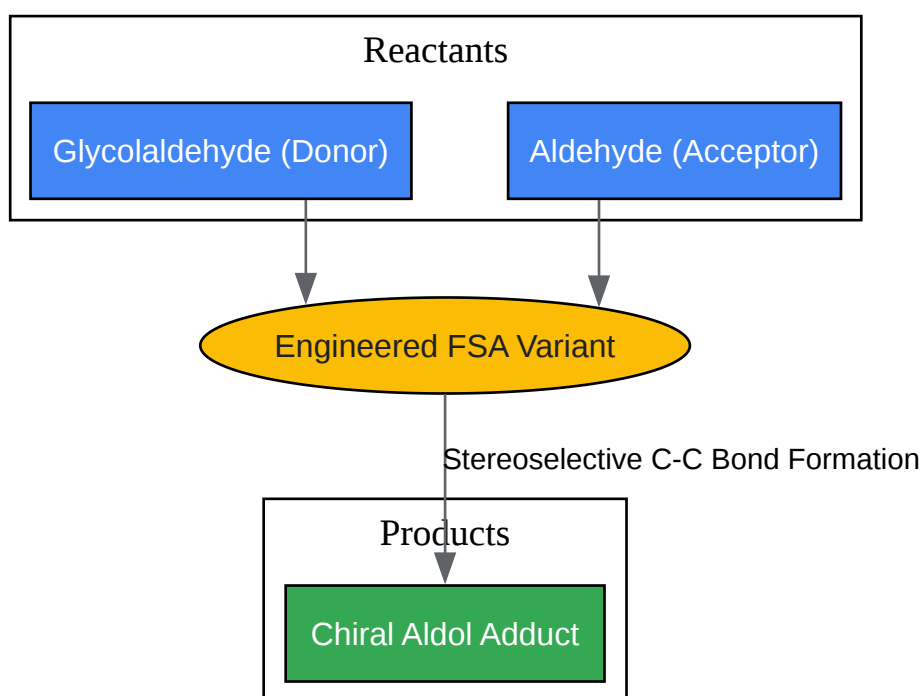 Reactants
Glycolaldehyde (Donor)
Aldehyde (Acceptor)
Engineered FSA Variant
Stereoselective C-C Bond Formation
Products
Chiral Aldol Adduct